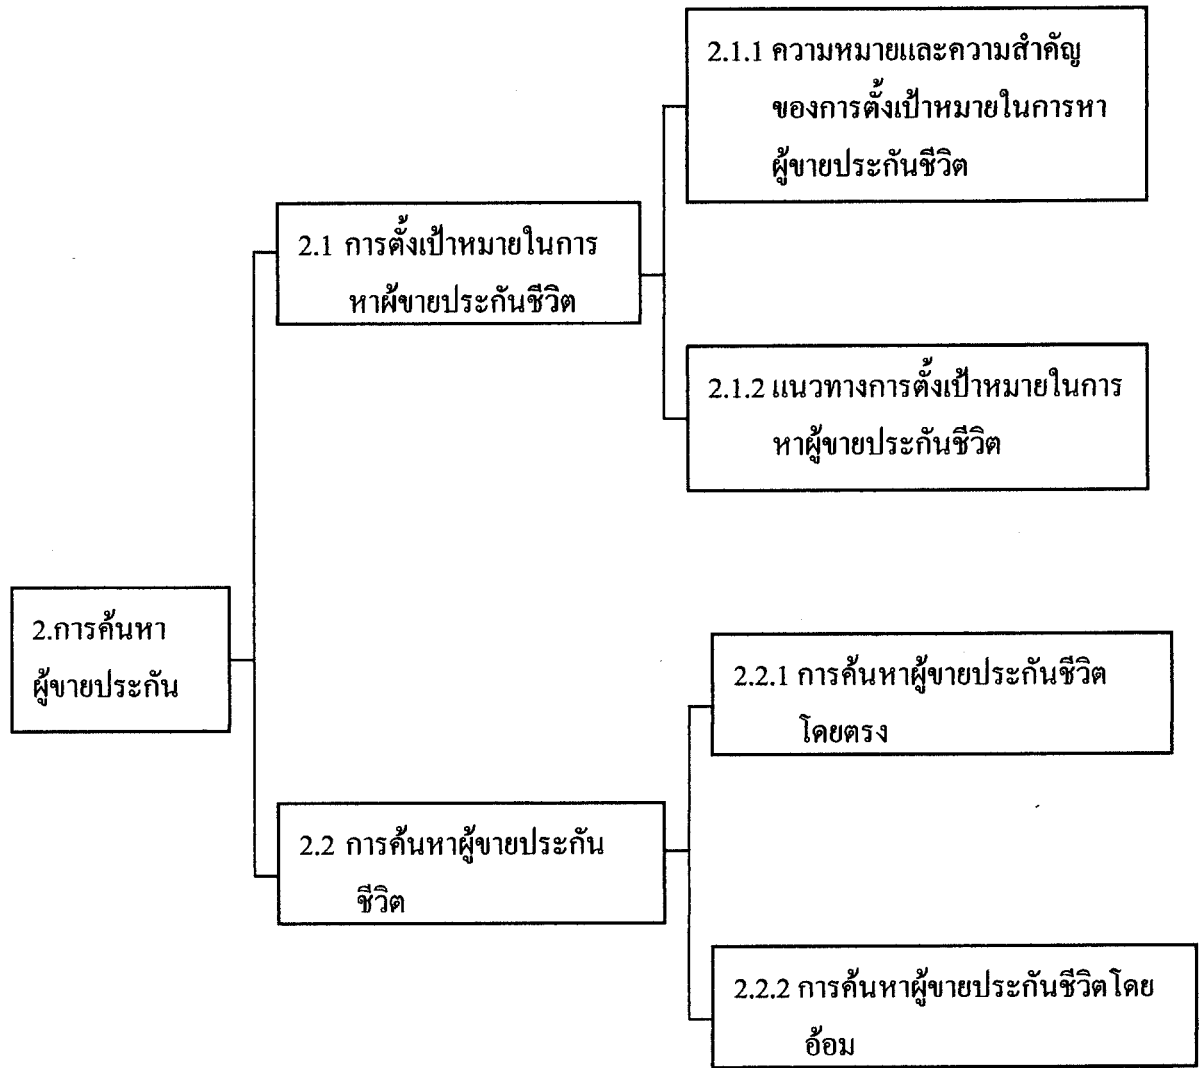 2.1.1 ความหมายและความสำคัญ
ของการตั้งเป้าหมายในการหา
ผู้ขายประกันชีวิต
2.1 การตั้งเป้าหมายในการ
หาผู้ขายประกันชีวิต
2.1.2 แนวทางการตั้งเป้าหมายในการ
หาผู้ขายประกันชีวิต
2.การค้นหา
ผู้ขายประกัน
2.2.1 การค้นหาผู้ขายประกันชีวิต
โดยตรง
2.2 การค้นหาผู้ขายประกัน
ชีวิต
2.2.2 การค้นหาผู้ขายประกันชีวิตโดย
อ้อม